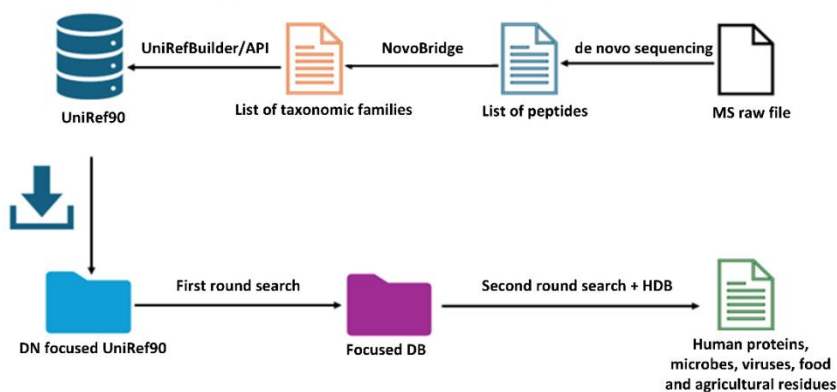 UniRefBuilder/API
NovoBridge
de novo sequencing
UniRef90
List of taxonomic families
List of peptides
MS raw file
First round search
Second round search + HDB
DN focused UniRef90
Focused DB
Human proteins,
microbes, viruses, food
and agricultural residues